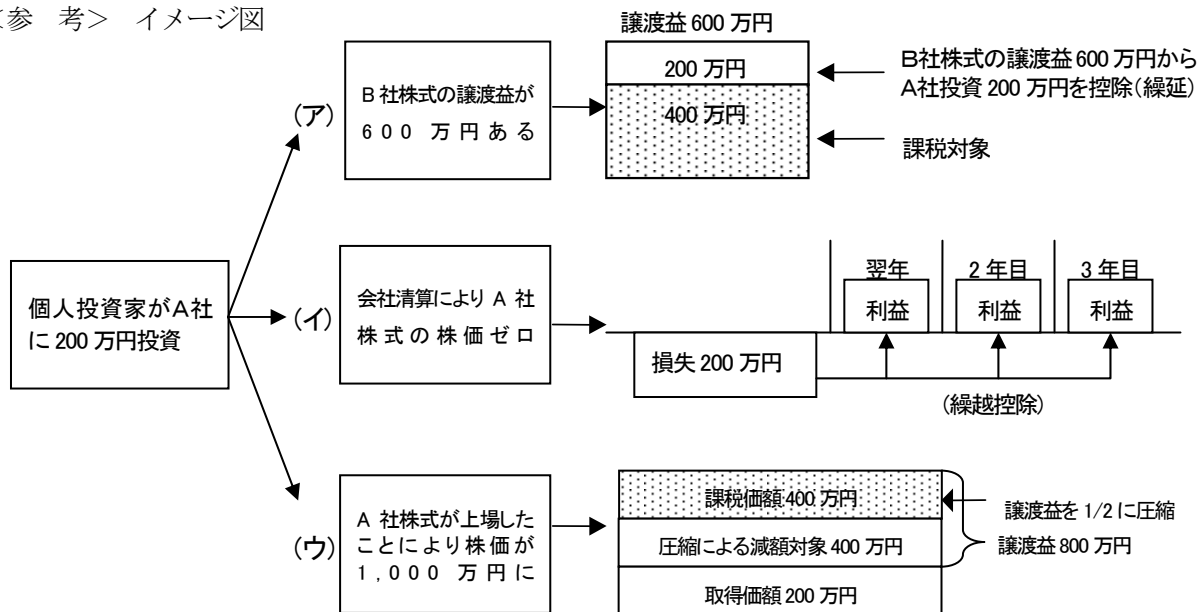 <参 考> イメージ図
譲渡益 600 万円
(ア)
B 社株式の譲渡益が
600 万円ある
200 万円
400 万円
B社株式の譲渡益 600 万円から
A社投資 200 万円を控除(繰延)
課税対象
個人投資家がA社
に 200 万円投資
(イ)
会社清算により A 社
株式の株価ゼロ
損失 200 万円
翌年
利益
2 年目
利益
3 年目
利益
(繰越控除)
(ウ)
A 社株式が上場した
ことにより株価が
1,000 万円に
課税価額 400 万円
圧縮による減額対象 400 万円
取得価額 200 万円
譲渡益を 1/2 に圧縮
譲渡益 800 万円